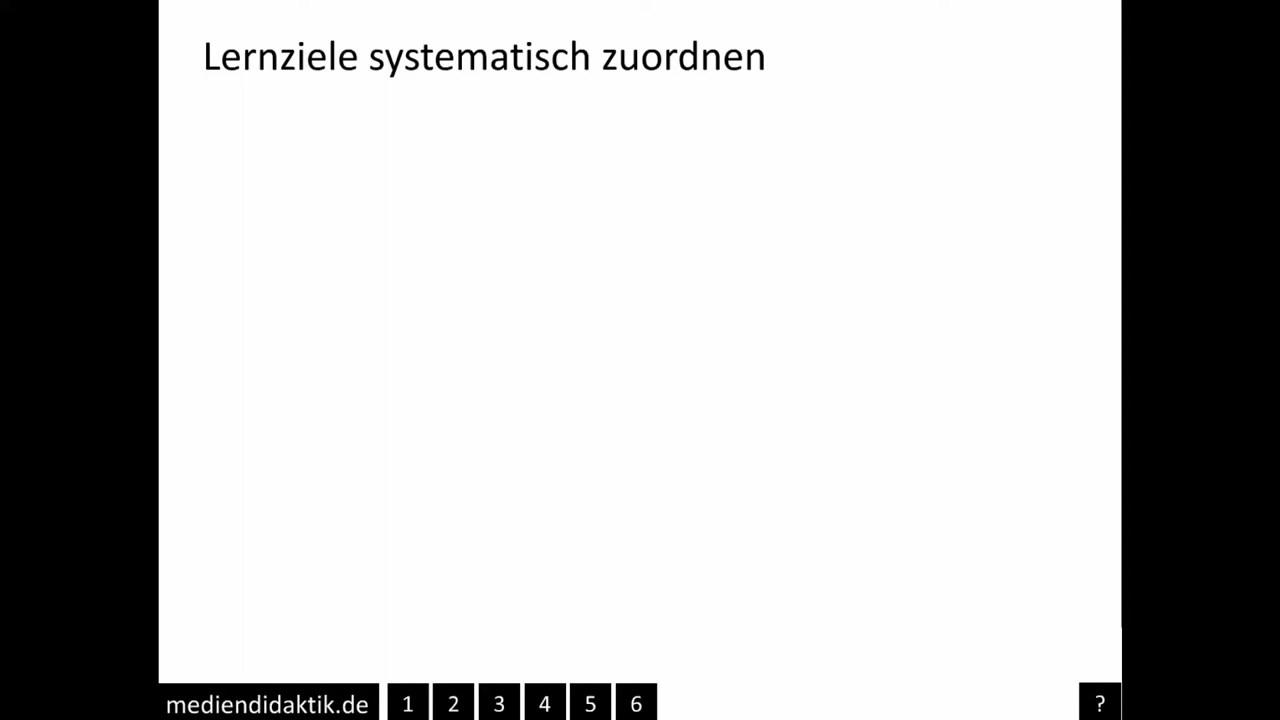 Lernziele systematisch zuordnen
mediendidaktik.de 1 2 3 4 5 6 ?